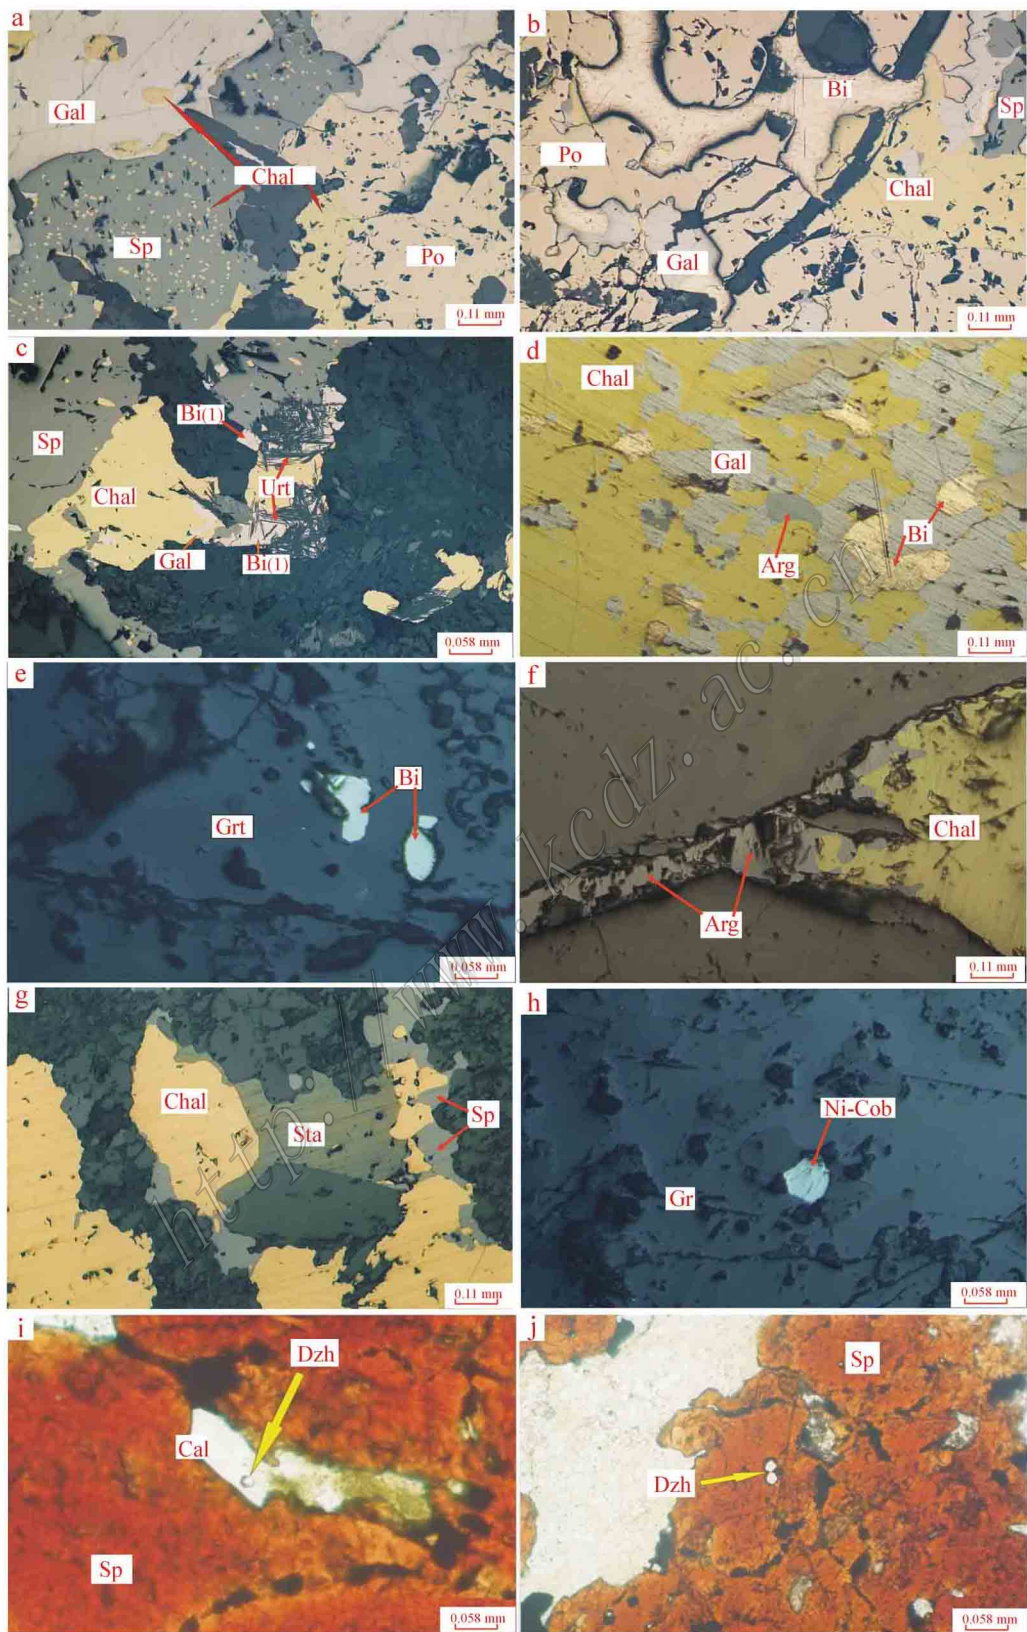 a
Gal
Chal
Sp
Po
0.11 mm
b
Bi
Sp
Po
Chal
Gal
0.11 mm
c
Bi(1)
Sp
Urt
Chal
Gal
Bi(1)
0.058 mm
d
Chal
Gal
Bi
Arg
0.11 mm
e
Bi
Grt
0.058 mm
f
Chal
Arg
0.11 mm
g
Chal
Sp
Sta
0.11 mm
h
Ni-Cob
Gr
0.058 mm
i
Dzh
Cal
Sp
0.058 mm
j
Sp
Dzh
0.058 mm
http://www.kcdz.ac.cn